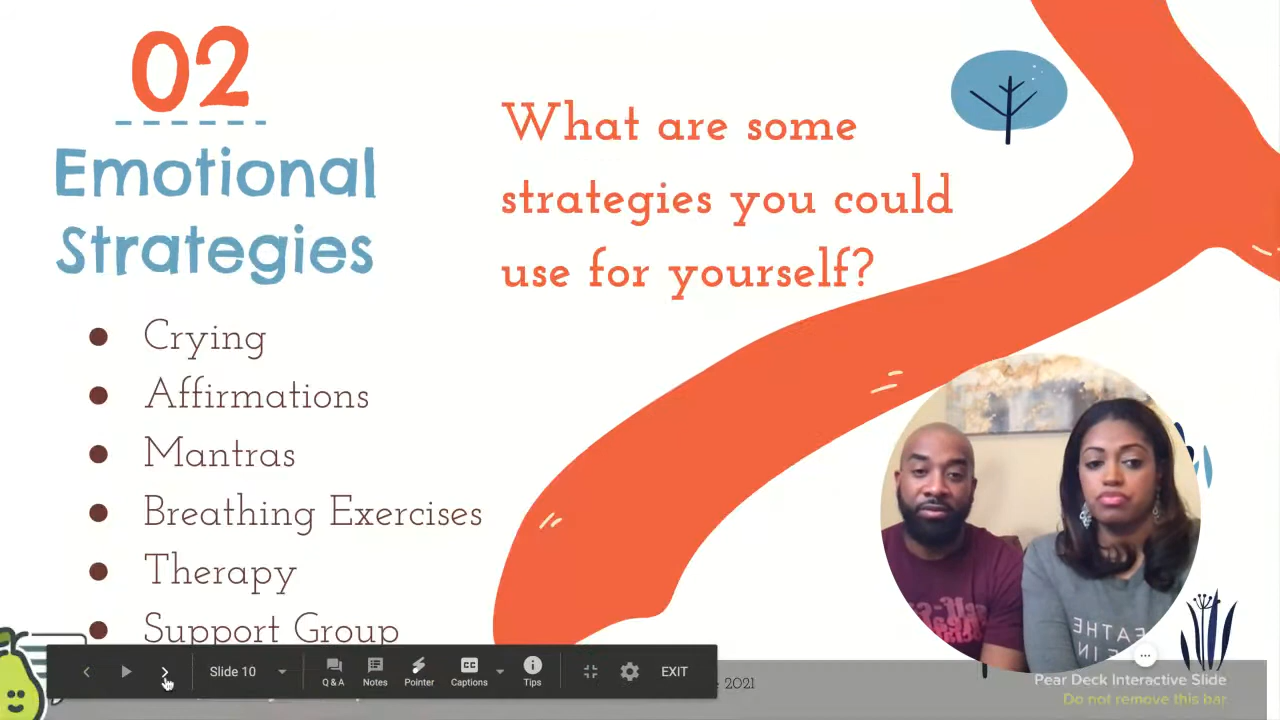 02
Emotional
Strategies
What are some
strategies you could
use for yourself?
Crying
Affirmations
Mantras
Breathing Exercises
Therapy
Support Group
Slide 10
Q & A
Notes
Pointer
CC
Captions
Tips
EXIT
2021
Pear Deck Interactive Slide
Do not remove this bar